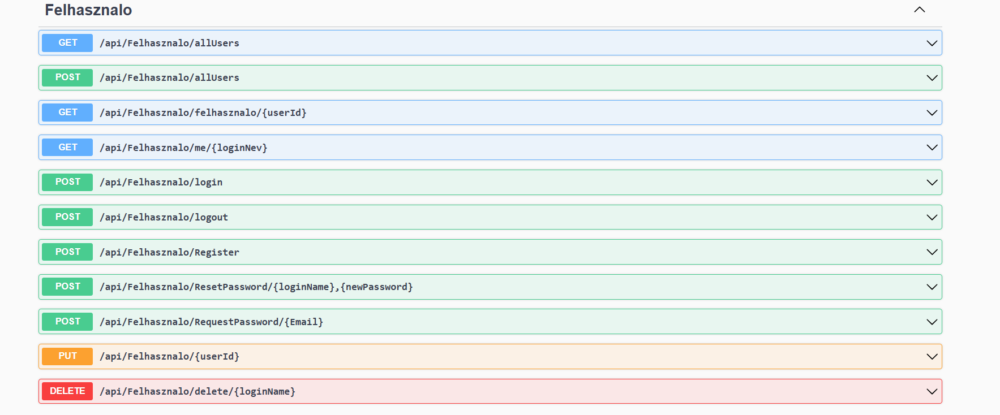 Felhasznalo
GET /api/Felhasznalo/allUsers
POST /api/Felhasznalo/allUsers
GET /api/Felhasznalo/felhasznalo/{userId}
GET /api/Felhasznalo/me/{loginNev}
POST /api/Felhasznalo/login
POST /api/Felhasznalo/logout
POST /api/Felhasznalo/Register
POST /api/Felhasznalo/ResetPassword/{loginName},{newPassword}
POST /api/Felhasznalo/RequestPassword/{Email}
PUT /api/Felhasznalo/{userId}
DELETE /api/Felhasznalo/delete/{loginName}